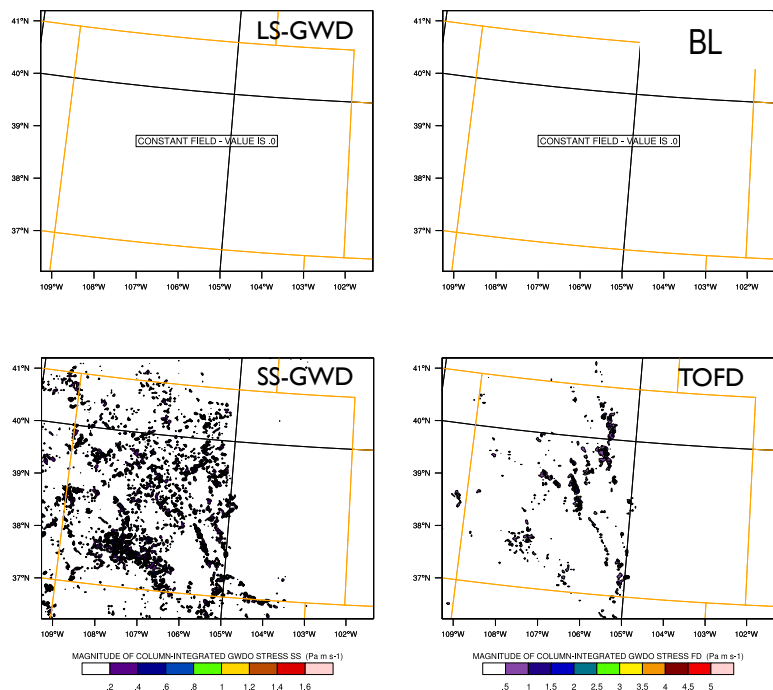 LS-GWD
BL
41°N
40°N
39°N
38°N
37°N
CONSTANT FIELD - VALUE IS .0
109°W 108°W 107°W 106°W 105°W 104°W 103°W 102°W
41°N
40°N
39°N
38°N
37°N
CONSTANT FIELD - VALUE IS .0
109°W 108°W 107°W 106°W 105°W 104°W 103°W 102°W
SS-GWD
41°N
40°N
39°N
38°N
37°N
109°W 108°W 107°W 106°W 105°W 104°W 103°W 102°W
MAGNITUDE OF COLUMN-INTEGRATED GWDO STRESS SS (Pa m s-1)
.2 .4 .6 .8 1 1.2 1.4 1.6
TOFD
41°N
40°N
39°N
38°N
37°N
109°W 108°W 107°W 106°W 105°W 104°W 103°W 102°W
MAGNITUDE OF COLUMN-INTEGRATED GWDO STRESS FD (Pa m s-1)
.5 1 1.5 2 2.5 3 3.5 4 4.5 5